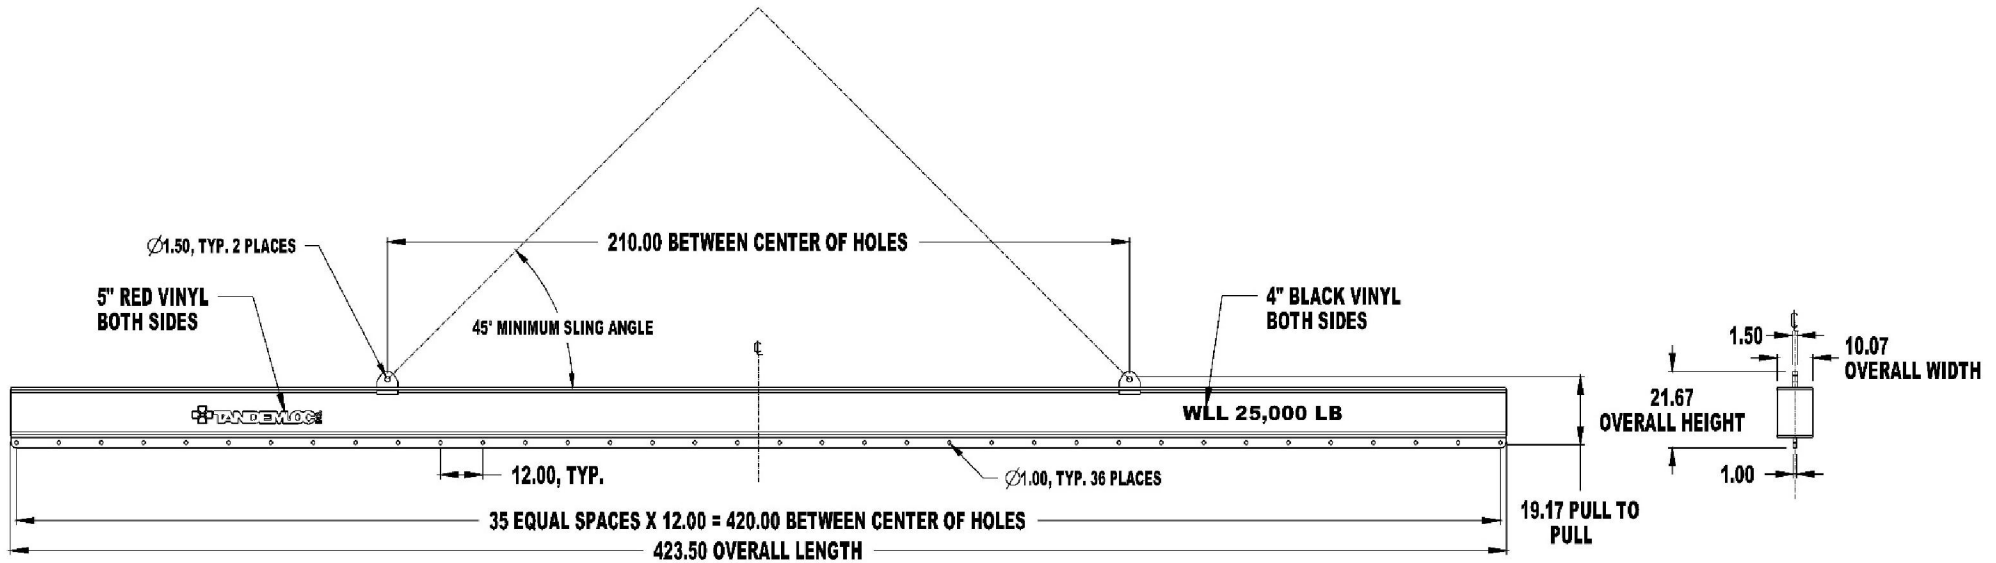 210.00 BETWEEN CENTER OF HOLES
∅1.50, TYP. 2 PLACES
5" RED VINYL
BOTH SIDES
45° MINIMUM SLING ANGLE
4" BLACK VINYL
BOTH SIDES
℄
TANDEMLOC
WLL 25,000 LB
12.00, TYP.
∅1.00, TYP. 36 PLACES
35 EQUAL SPACES X 12.00 = 420.00 BETWEEN CENTER OF HOLES
423.50 OVERALL LENGTH
19.17 PULL TO
PULL
℄
1.50
10.07
OVERALL WIDTH
21.67
OVERALL HEIGHT
1.00